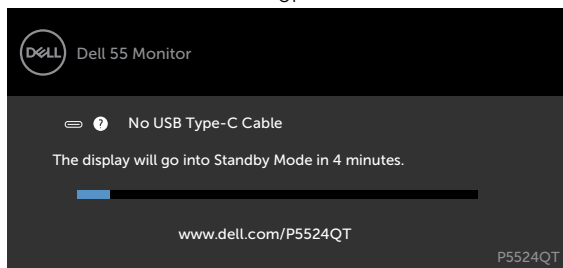 DELL
Dell 55 Monitor
? No USB Type-C Cable
The display will go into Standby Mode in 4 minutes.
www.dell.com/P5524QT
P5524QT